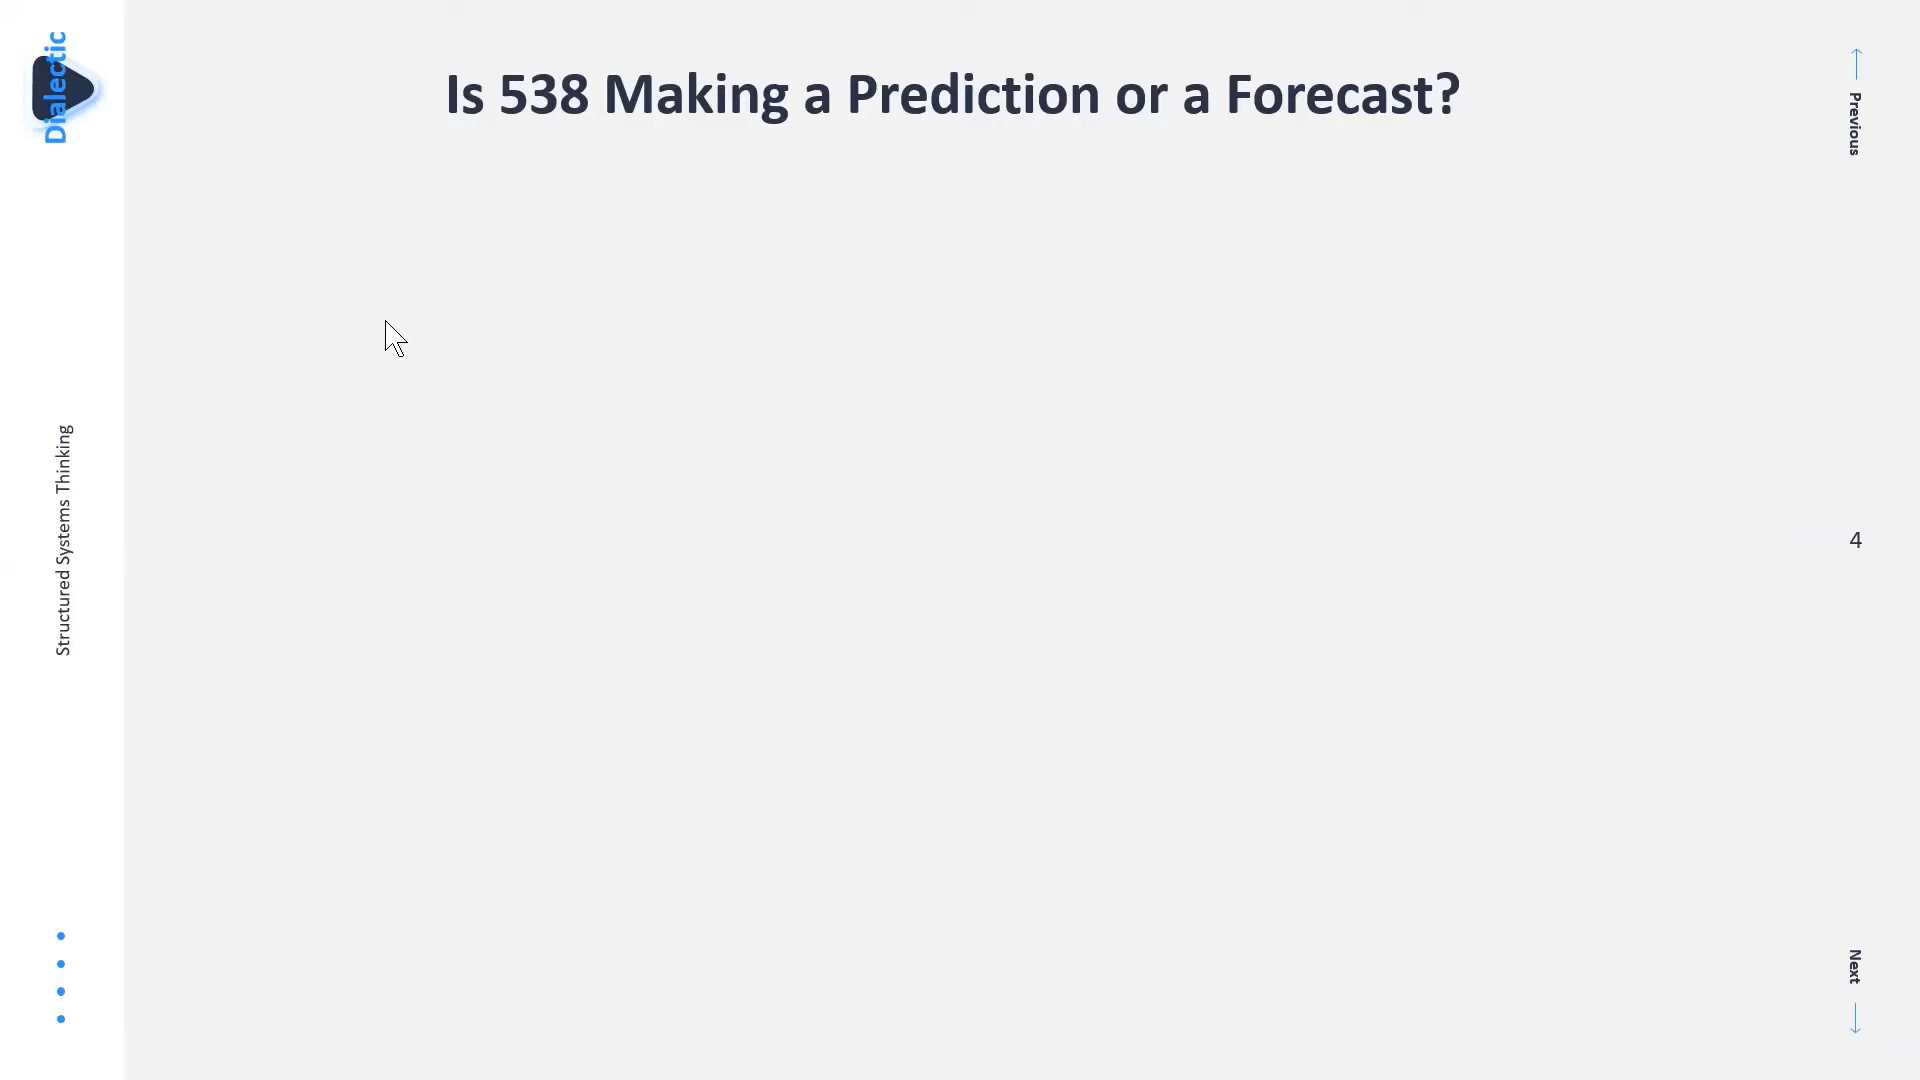 Dialectic
Is 538 Making a Prediction or a Forecast?
Previous
Structured Systems Thinking
4
Next